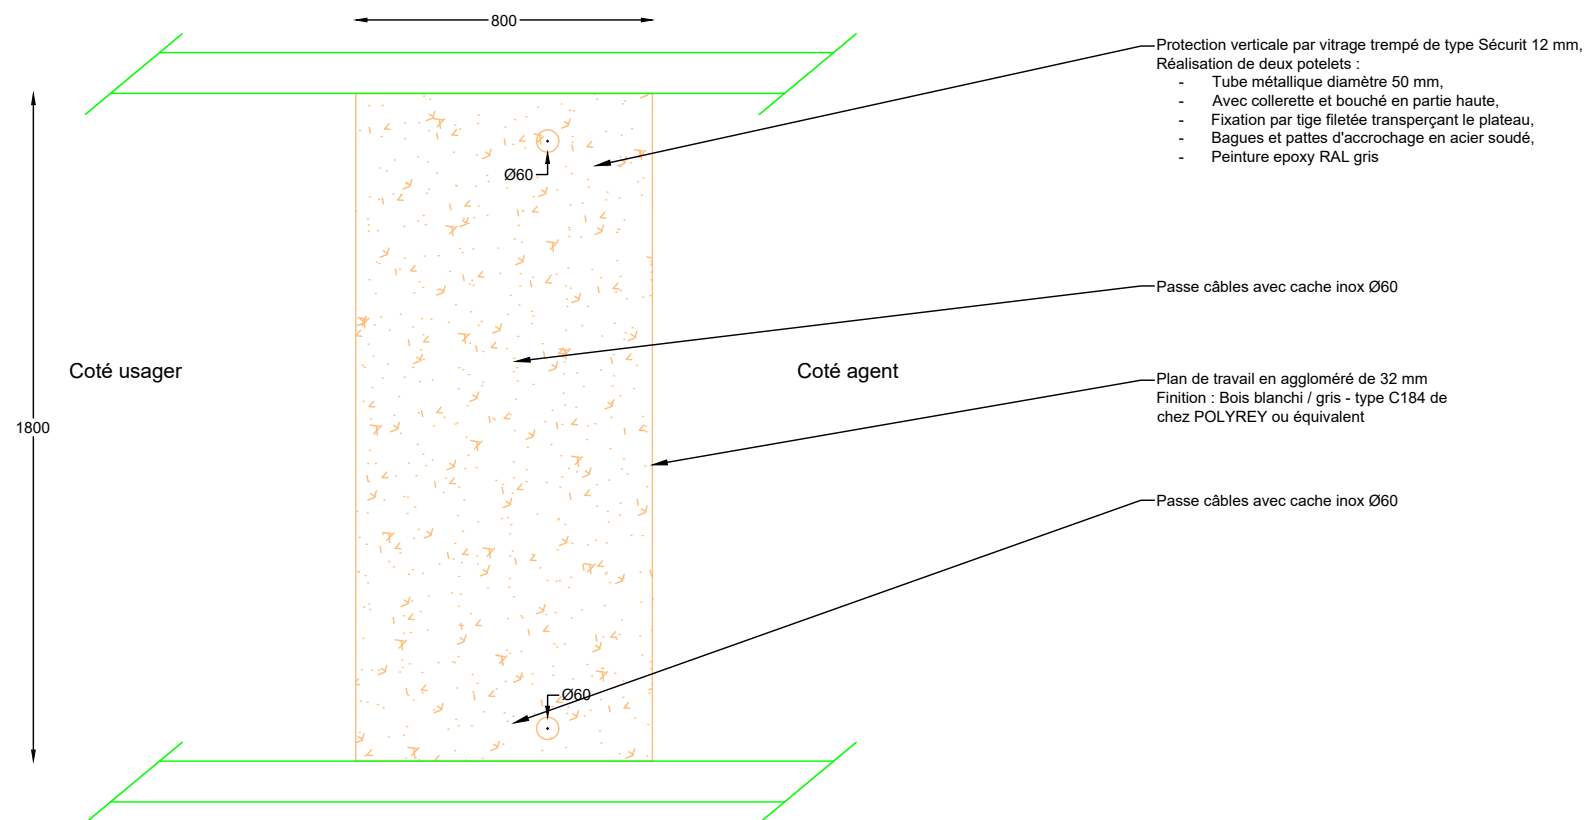 800
Protection verticale par vitrage trempé de type Sécurit 12 mm,
Réalisation de deux potelets :
- Tube métallique diamètre 50 mm,
- Avec collerette et bouché en partie haute,
- Fixation par tige filetée transperçant le plateau,
- Bagues et pattes d'accrochage en acier soudé,
- Peinture epoxy RAL gris
Ø60
Passe câbles avec cache inox Ø60
Coté usager
Coté agent
Plan de travail en aggloméré de 32 mm
Finition : Bois blanchi / gris - type C184 de
chez POLYREY ou équivalent
1800
Passe câbles avec cache inox Ø60
Ø60